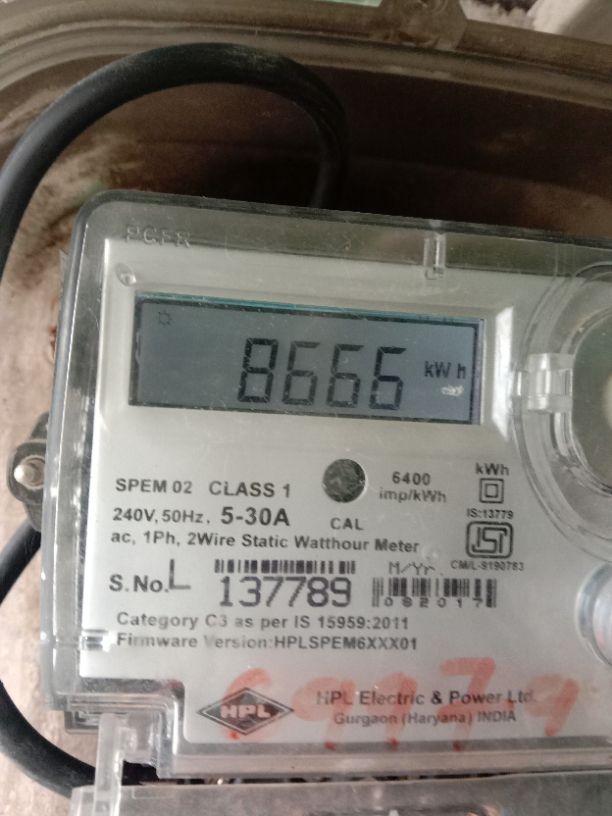 8666 kWh
SPEM 02 CLASS 1
6400
imp/kWh
kWh
IS:13779
240V, 50Hz, 5-30A
CAL
ac, 1Ph, 2Wire Static Watthour Meter
ISI
CM/L-9190783
S.No. L 137789
M/Yr.
082017
Category C3 as per IS 15959:2011
Firmware Version:HPLSPEM6XXX01
HPL
HPL Electric & Power Ltd.
Gurgaon (Haryana) INDIA